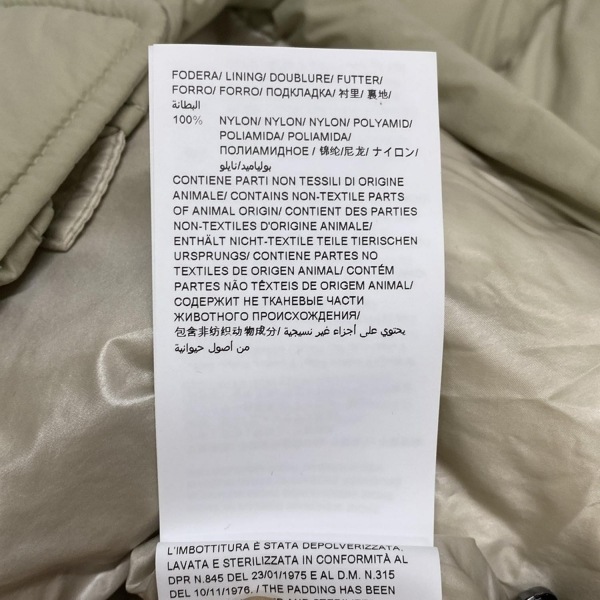 FODERA/ LINING/ DOUBLURE/ FUTTER/
FORRO/ FORRO/ ПОДКЛАДКА/ 衬里/ 裏地/
البطانة
100% NYLON/ NYLON/ NYLON/ POLYAMID/
POLIAMIDA/ POLIAMIDA/
ПОЛИАМИДНОЕ / 锦纶/尼龙/ ナイロン/
بولياميد/نايلو
CONTIENE PARTI NON TESSILI DI ORIGINE
ANIMALE/ CONTAINS NON-TEXTILE PARTS
OF ANIMAL ORIGIN/ CONTIENT DES PARTIES
NON-TEXTILES D'ORIGINE ANIMALE/
ENTHÄLT NICHT-TEXTILE TEILE TIERISCHEN
URSPRUNGS/ CONTIENE PARTES NO
TEXTILES DE ORIGEN ANIMAL/ CONTÉM
PARTES NÃO TÊXTEIS DE ORIGEM ANIMAL/
СОДЕРЖИТ НЕ ТКАНЕВЫЕ ЧАСТИ
ЖИВОТНОГО ПРОИСХОЖДЕНИЯ/
包含非纺织动物成分/ يحتوي على أجزاء غير نسيجية
من أصول حيوانية
L'IMBOTTITURA È STATA DEPOLVERIZZATA,
LAVATA E STERILIZZATA IN CONFORMITÀ AL
DPR N.845 DEL 23/01/1975 E AL D.M. N.315
DEL 10/11/1976. / THE PADDING HAS BEEN